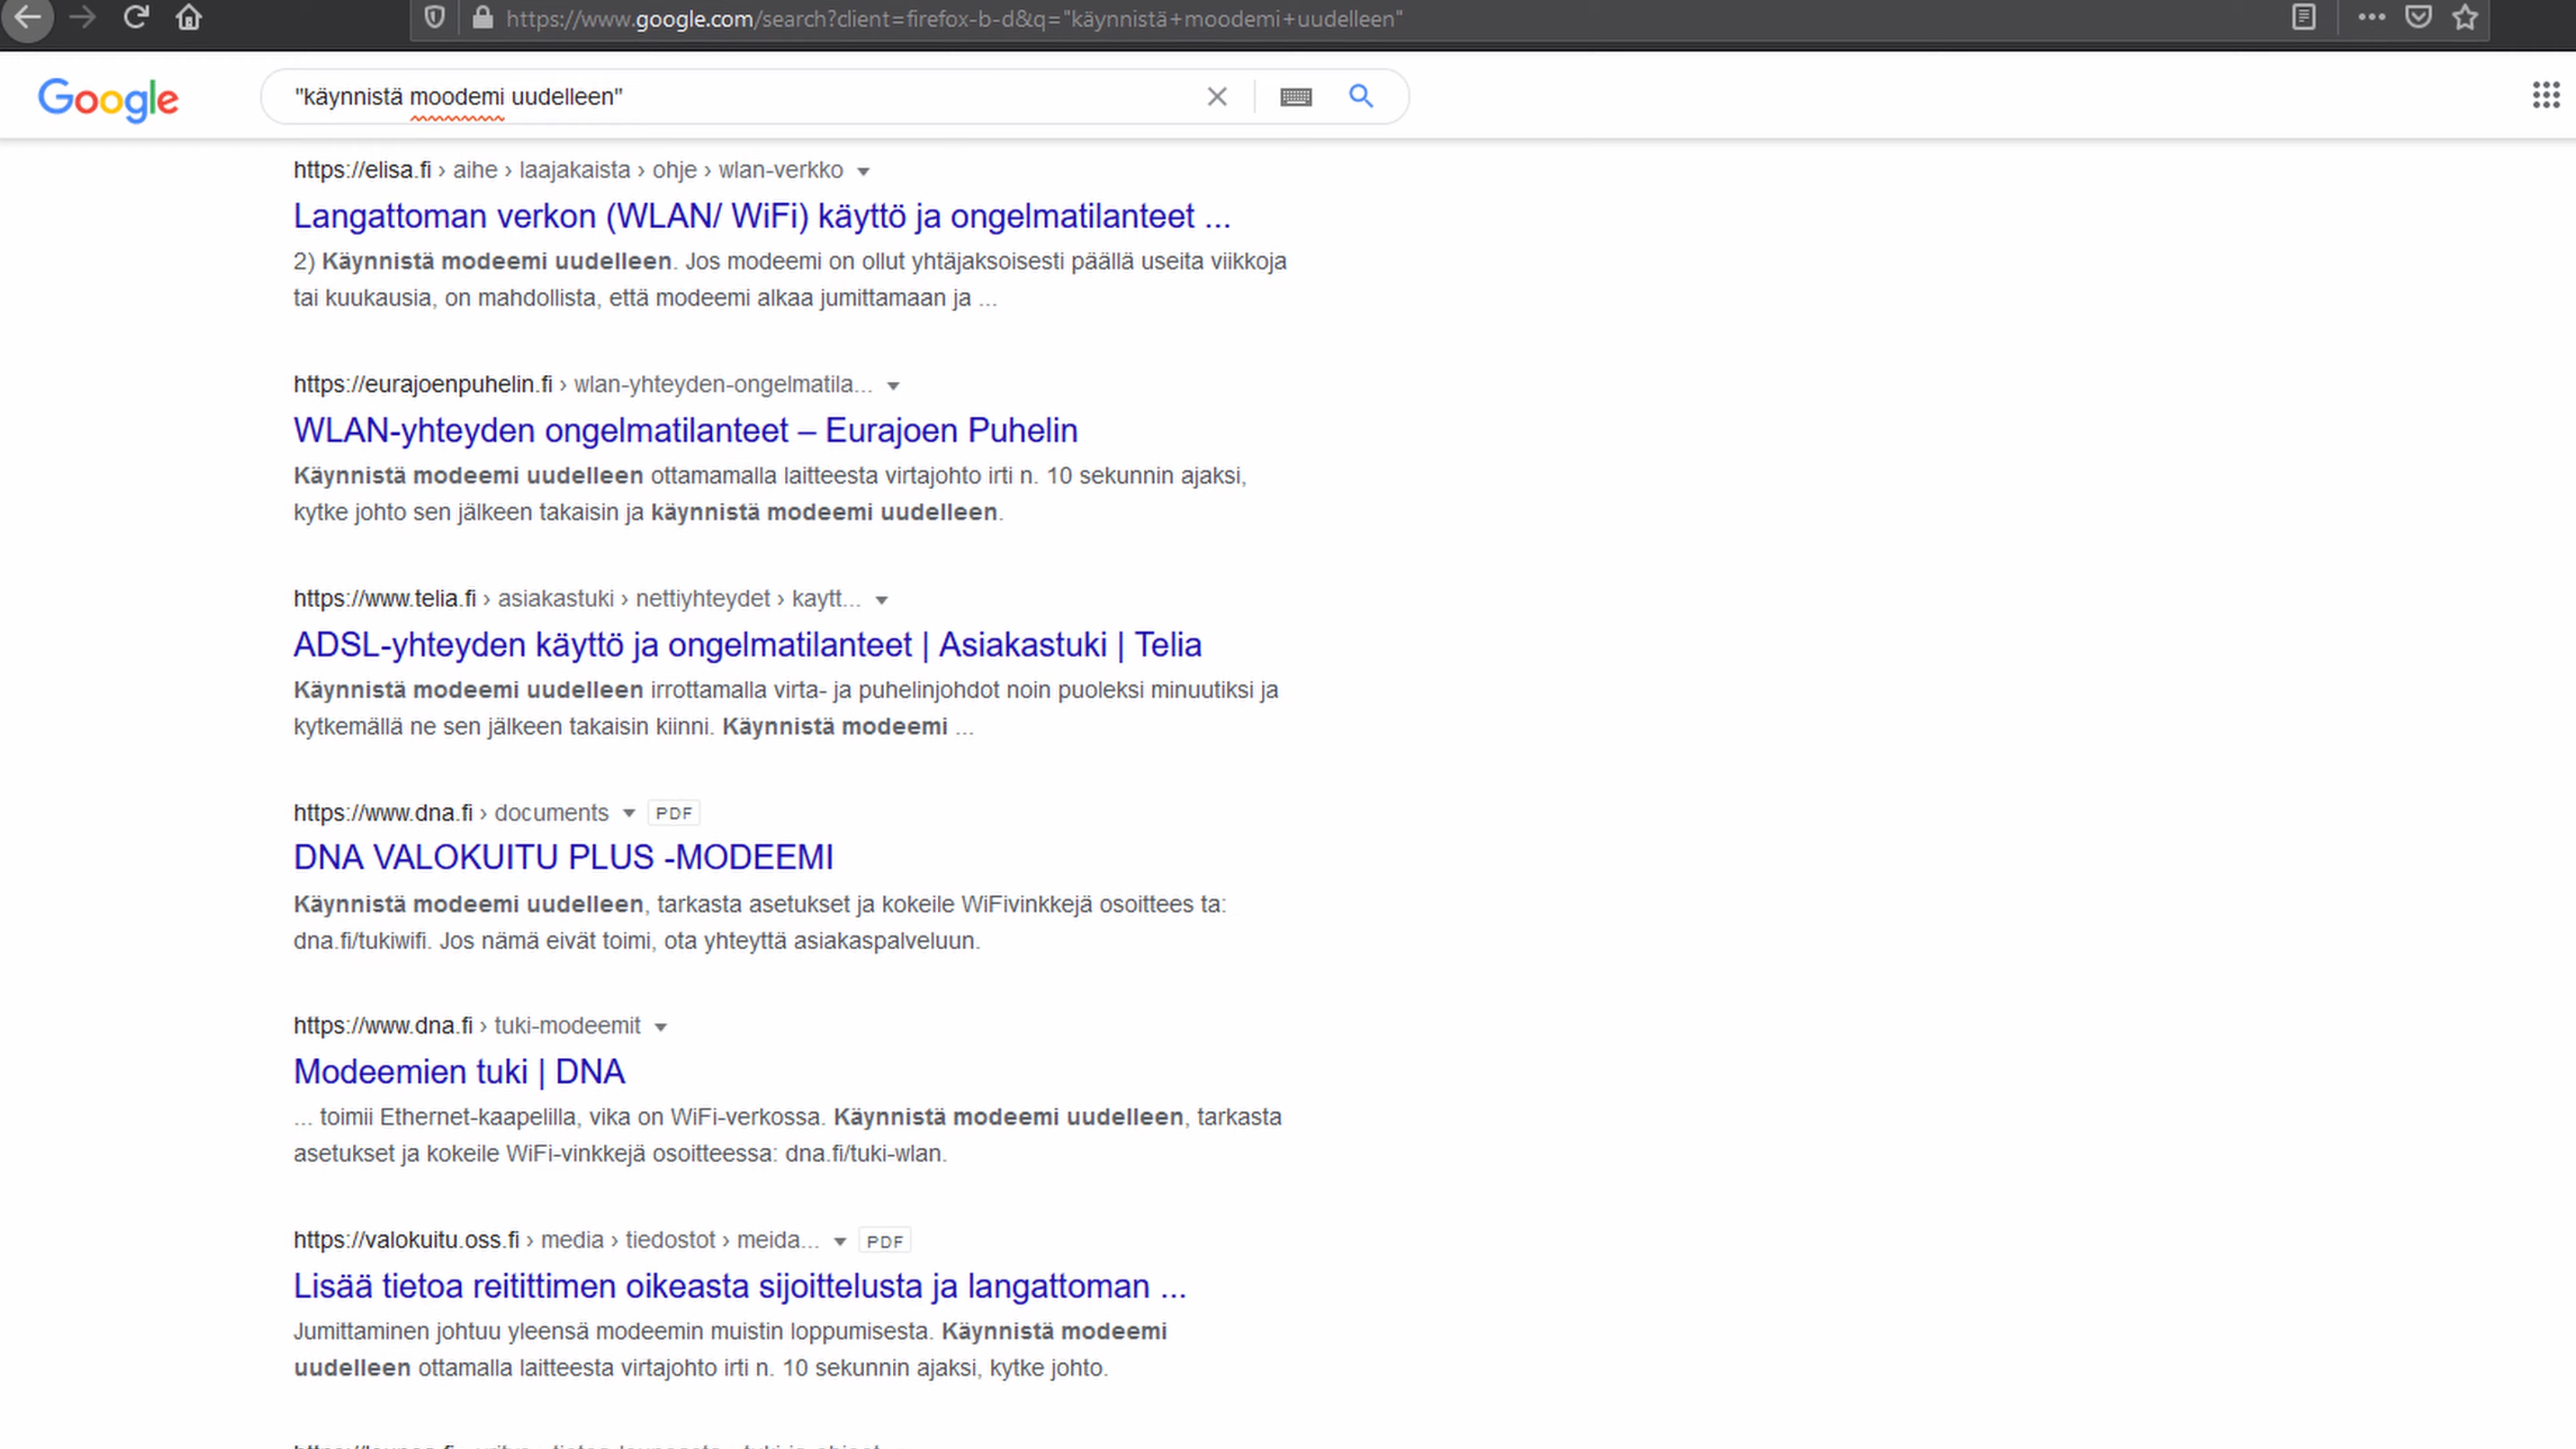 https://www.google.com/search?client=firefox-b-d&q="käynnistä+moodemi+uudelleen"
Google
"käynnistä moodemi uudelleen"
https://elisa.fi › aihe › laajakaista › ohje › wlan-verkko
Langattoman verkon (WLAN/ WiFi) käyttö ja ongelmatilanteet ...
2) Käynnistä modeemi uudelleen. Jos modeemi on ollut yhtäjaksoisesti päällä useita viikkoja
tai kuukausia, on mahdollista, että modeemi alkaa jumittamaan ja ...
https://eurajoenpuhelin.fi › wlan-yhteyden-ongelmatila...
WLAN-yhteyden ongelmatilanteet – Eurajoen Puhelin
Käynnistä modeemi uudelleen ottamamalla laitteesta virtajohto irti n. 10 sekunnin ajaksi,
kytke johto sen jälkeen takaisin ja käynnistä modeemi uudelleen.
https://www.telia.fi › asiakastuki › nettiyhteydet › kaytt...
ADSL-yhteyden käyttö ja ongelmatilanteet | Asiakastuki | Telia
Käynnistä modeemi uudelleen irrottamalla virta- ja puhelinjohdot noin puoleksi minuutiksi ja
kytkemällä ne sen jälkeen takaisin kiinni. Käynnistä modeemi ...
https://www.dna.fi › documents PDF
DNA VALOKUITU PLUS -MODEEMI
Käynnistä modeemi uudelleen, tarkasta asetukset ja kokeile WiFivinkkejä osoittees ta:
dna.fi/tukiwifi. Jos nämä eivät toimi, ota yhteyttä asiakaspalveluun.
https://www.dna.fi › tuki-modeemit
Modeemien tuki | DNA
... toimii Ethernet-kaapelilla, vika on WiFi-verkossa. Käynnistä modeemi uudelleen, tarkasta
asetukset ja kokeile WiFi-vinkkejä osoitteessa: dna.fi/tuki-wlan.
https://valokuitu.oss.fi › media › tiedostot › meida... PDF
Lisää tietoa reitittimen oikeasta sijoittelusta ja langattoman ...
Jumittaminen johtuu yleensä modeemin muistin loppumisesta. Käynnistä modeemi
uudelleen ottamalla laitteesta virtajohto irti n. 10 sekunnin ajaksi, kytke johto.